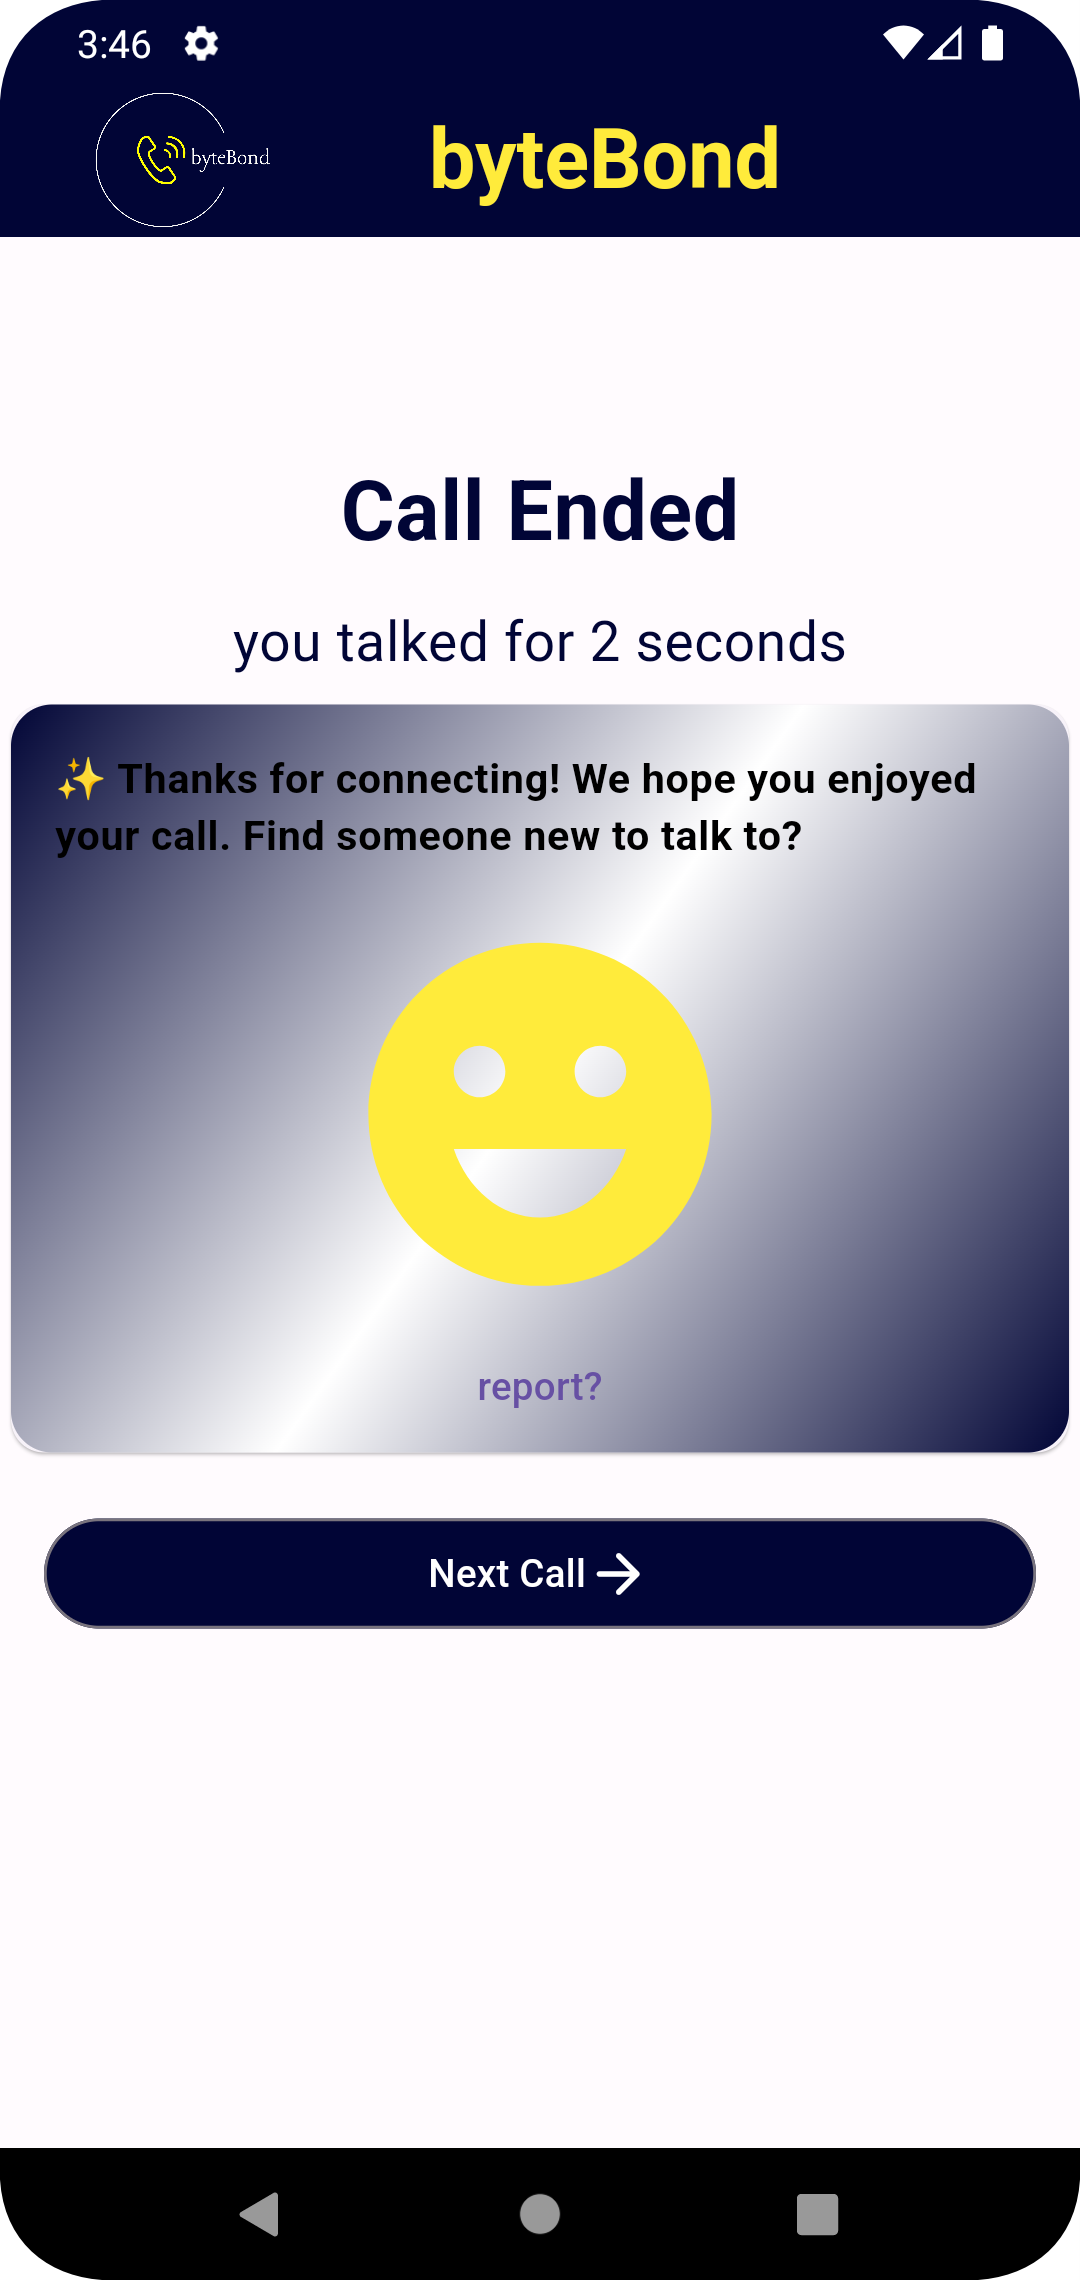 3:46
byteBond
byteBond
Call Ended
you talked for 2 seconds
✨ Thanks for connecting! We hope you enjoyed
your call. Find someone new to talk to?
report?
Next Call →